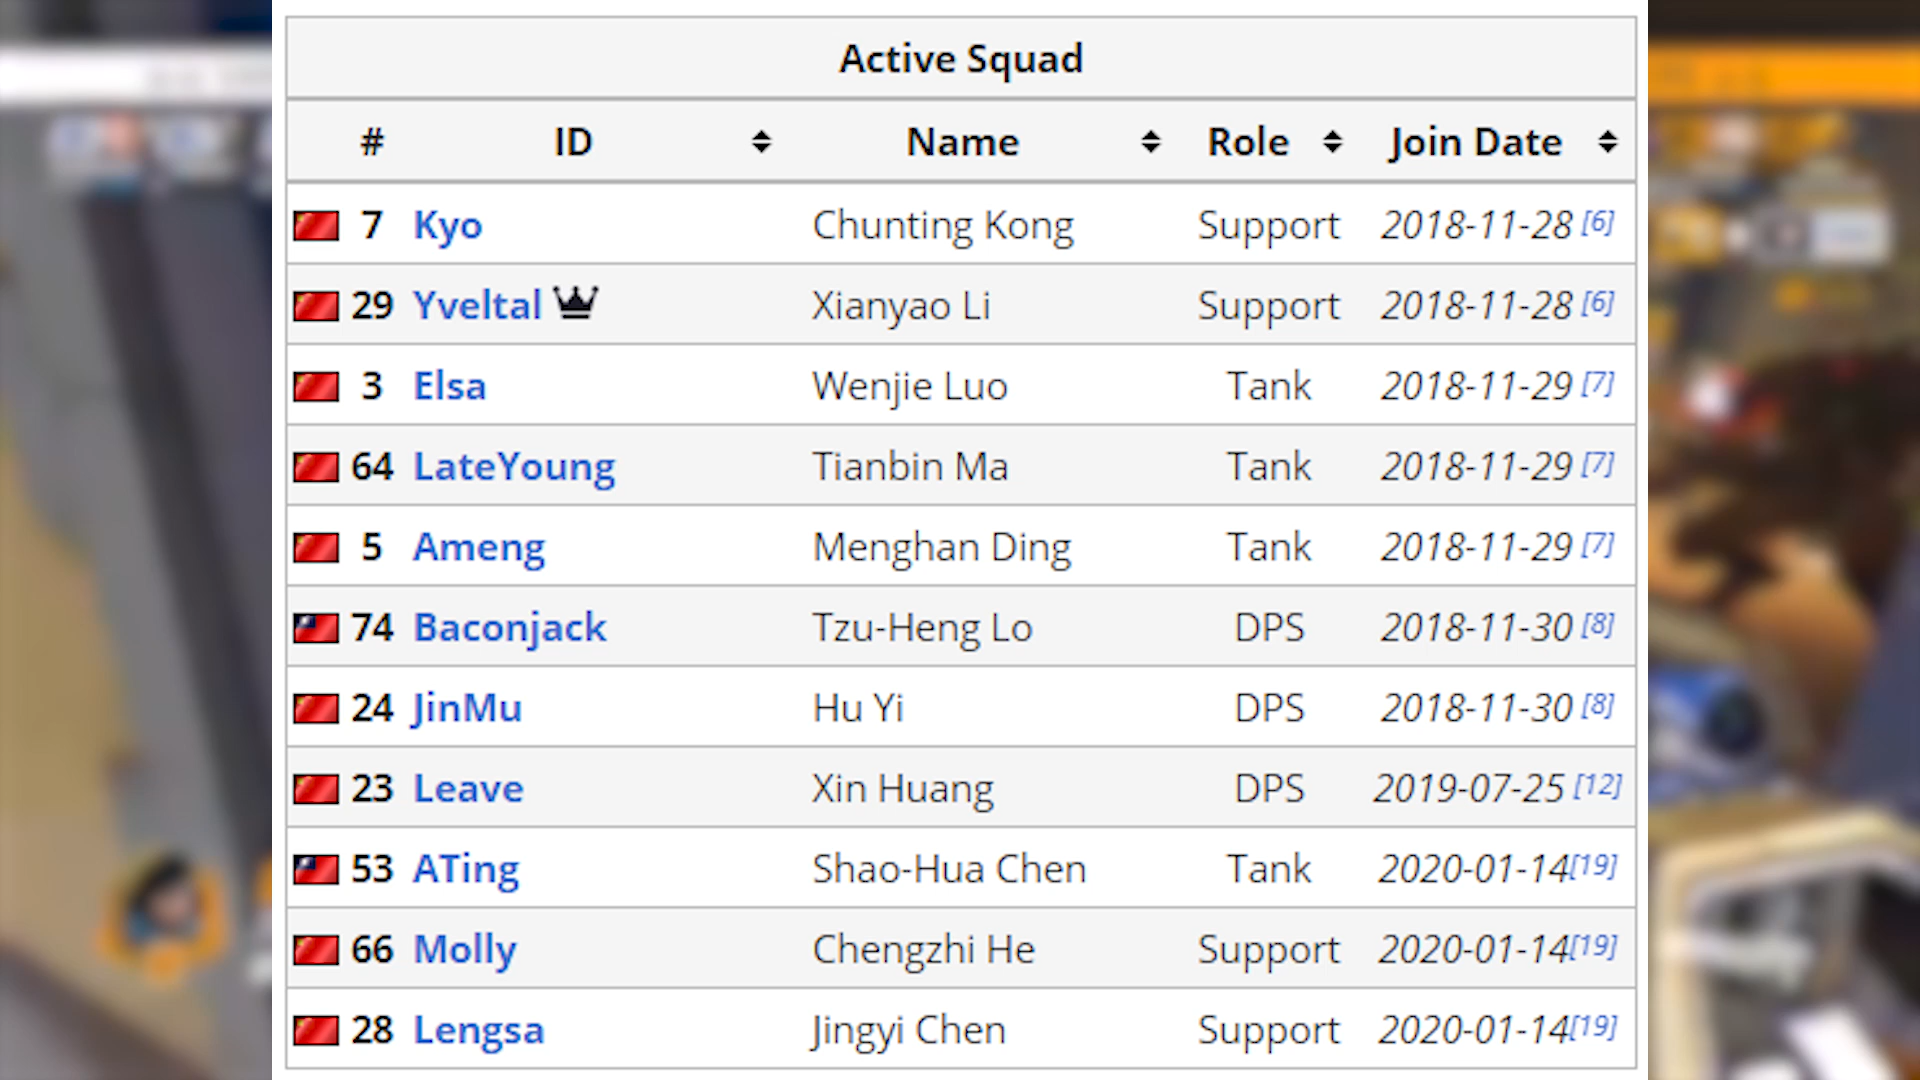 Active Squad
# ID Name Role Join Date
7 Kyo Chunting Kong Support 2018-11-28 [6]
29 Yveltal Xianyao Li Support 2018-11-28 [6]
3 Elsa Wenjie Luo Tank 2018-11-29 [7]
64 LateYoung Tianbin Ma Tank 2018-11-29 [7]
5 Ameng Menghan Ding Tank 2018-11-29 [7]
74 Baconjack Tzu-Heng Lo DPS 2018-11-30 [8]
24 JinMu Hu Yi DPS 2018-11-30 [8]
23 Leave Xin Huang DPS 2019-07-25 [12]
53 ATing Shao-Hua Chen Tank 2020-01-14[19]
66 Molly Chengzhi He Support 2020-01-14[19]
28 Lengsa Jingyi Chen Support 2020-01-14[19]